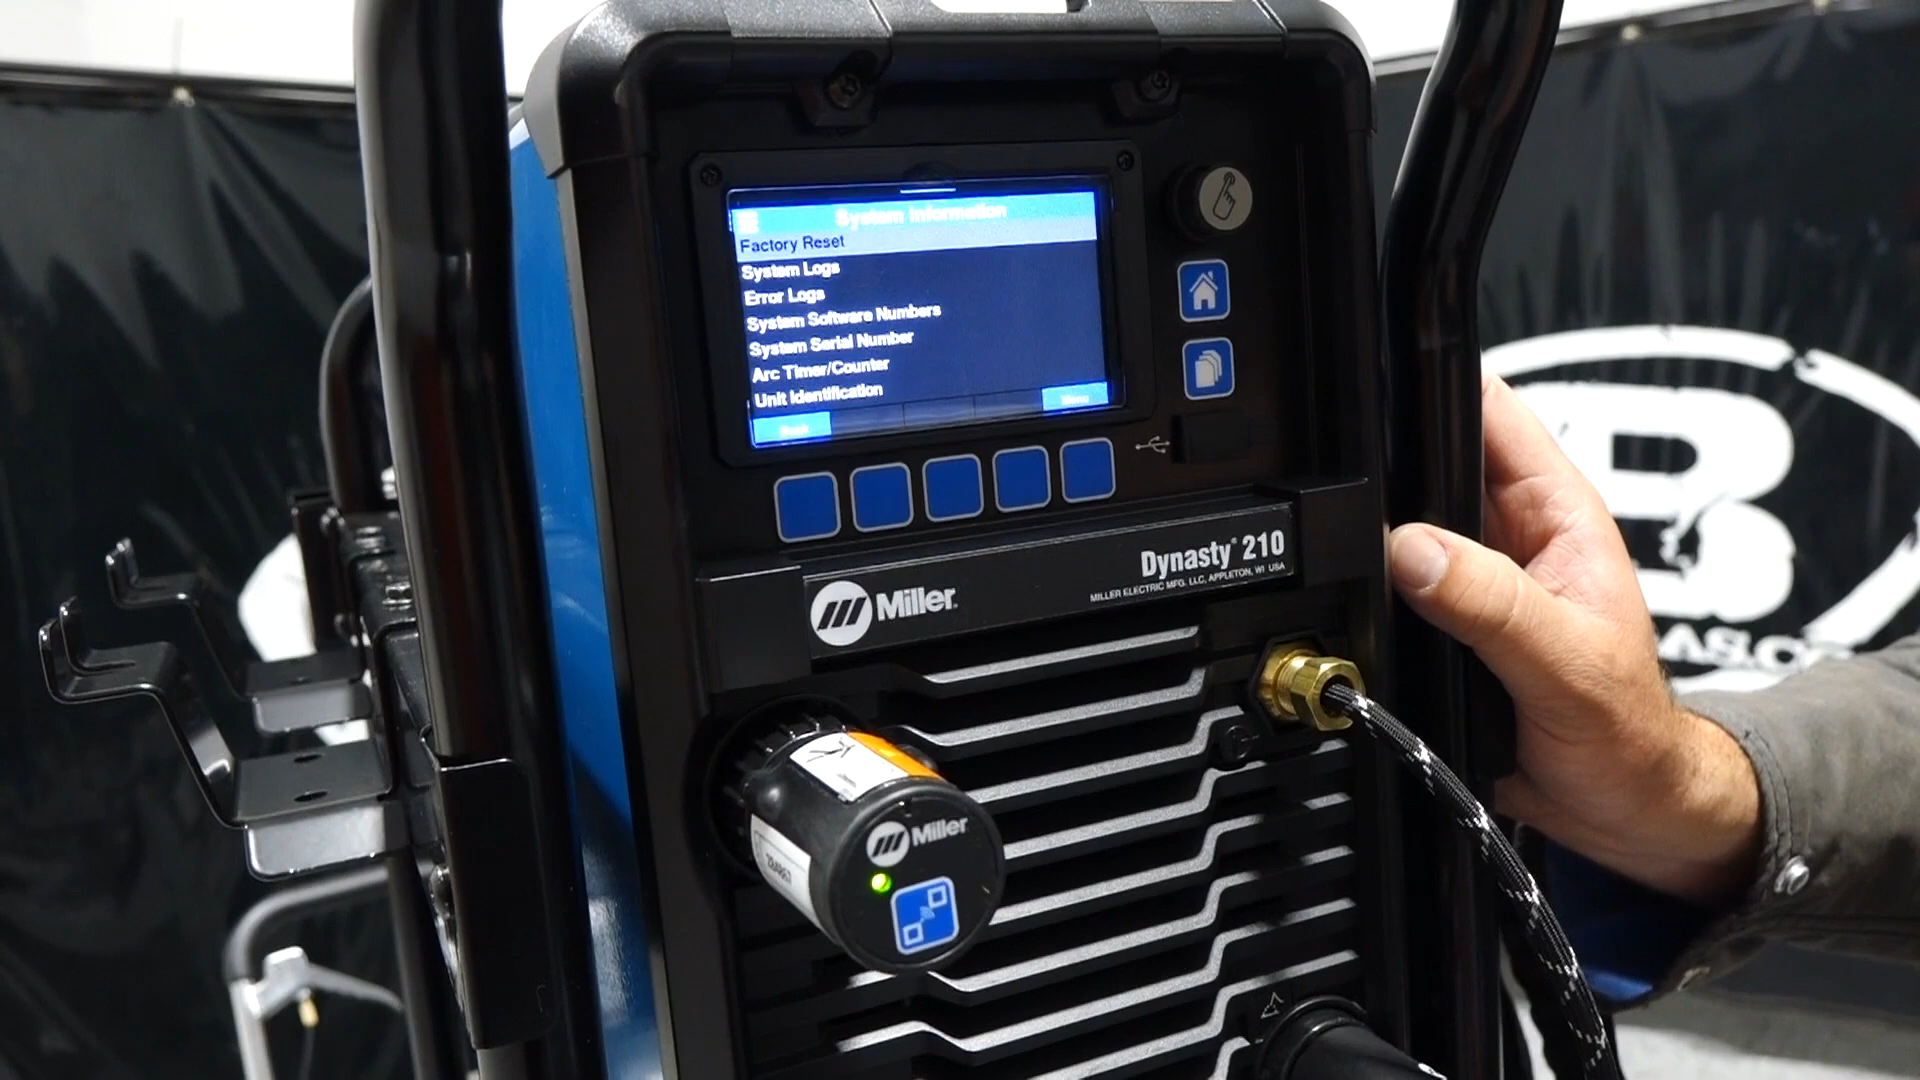 System Information
Factory Reset
System Logs
Error Logs
System Software Numbers
System Serial Number
Arc Timer/Counter
Unit Identification
Back Menu
Dynasty® 210
MILLER ELECTRIC MFG. LLC, APPLETON, WI USA
Miller
Miller
B